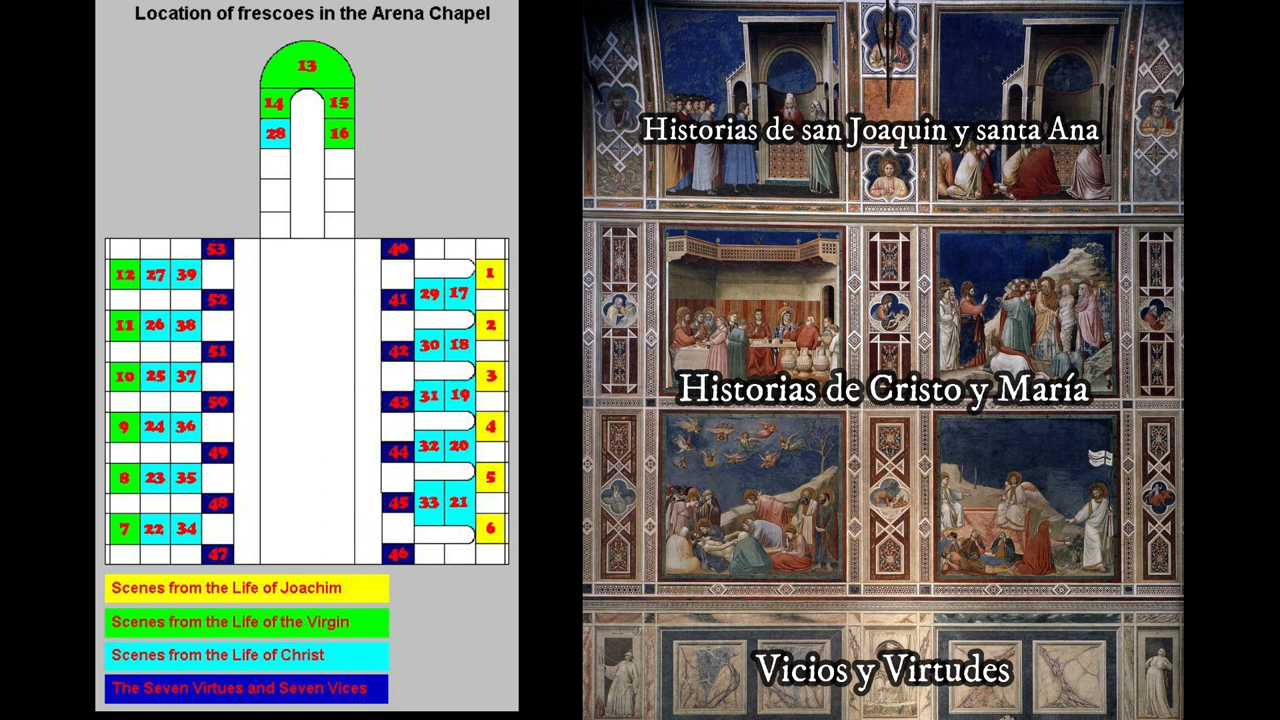 Location of frescoes in the Arena Chapel
13
14 15
28 16
53 40
12 27 39 1
29 17
52 41
11 26 38 2
30 18
51 42
10 25 37 3
31 19
50 43
9 24 36 4
32 20
49 44
8 23 35 5
48 45 33 21
7 22 34 6
47 46
Scenes from the Life of Joachim
Scenes from the Life of the Virgin
Scenes from the Life of Christ
The Seven Virtues and Seven Vices
Historias de san Joaquin y santa Ana
Historias de Cristo y María
Vicios y Virtudes